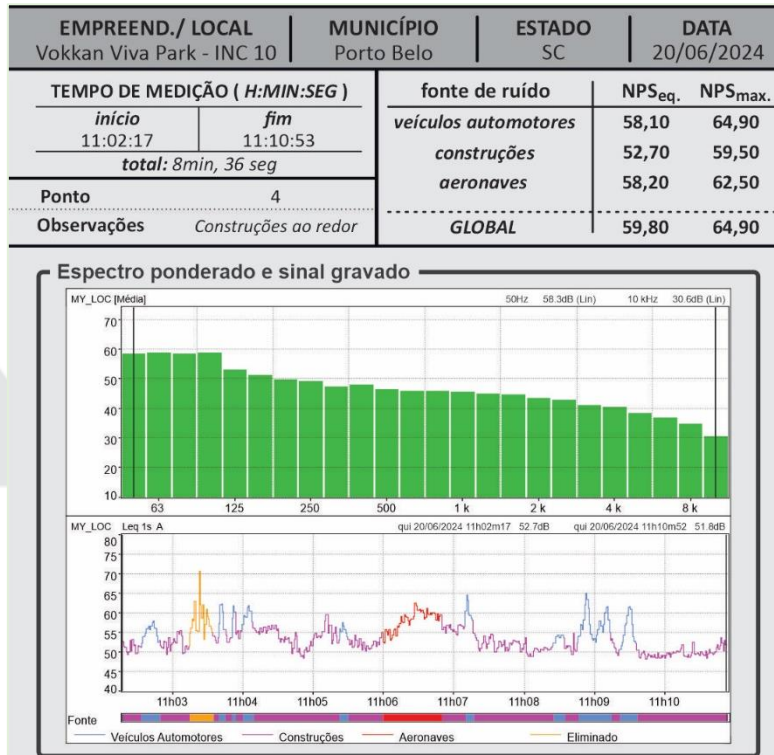 EMPREEND./ LOCAL MUNICÍPIO ESTADO DATA
Vokkan Viva Park - INC 10 Porto Belo SC 20/06/2024
TEMPO DE MEDIÇÃO ( H:MIN:SEG )
início fim
11:02:17 11:10:53
total: 8min, 36 seg
Ponto 4
Observações Construções ao redor
fonte de ruído NPSeq. NPSmax.
veículos automotores 58,10 64,90
construções 52,70 59,50
aeronaves 58,20 62,50
GLOBAL 59,80 64,90
Espectro ponderado e sinal gravado
MY_LOC [Média] 50Hz 58.3dB (Lin) 10 kHz 30.6dB (Lin)
70
60
50
40
30
20
10
63 125 250 500 1 k 2 k 4 k 8 k
MY_LOC Leq 1s A qui 20/06/2024 11h02m17 52.7dB qui 20/06/2024 11h10m52 51.8dB
80
75
70
65
60
55
50
45
40
11h03 11h04 11h05 11h06 11h07 11h08 11h09 11h10
Fonte
Veículos Automotores Construções Aeronaves Eliminado